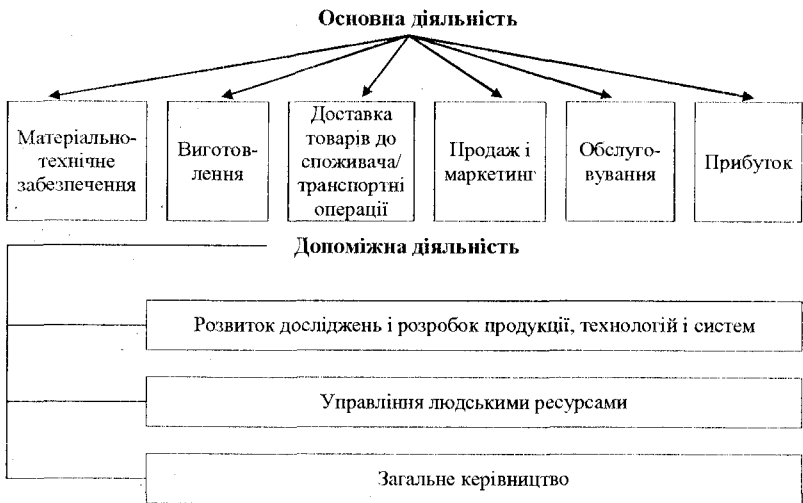 Основна діяльність
Матеріально-
технічне
забезпечення
Виготов-
лення
Доставка
товарів до
споживача/
транспортні
операції
Продаж і
маркетинг
Обслуго-
вування
Прибуток
Допоміжна діяльність
Розвиток досліджень і розробок продукції, технологій і систем
Управління людськими ресурсами
Загальне керівництво